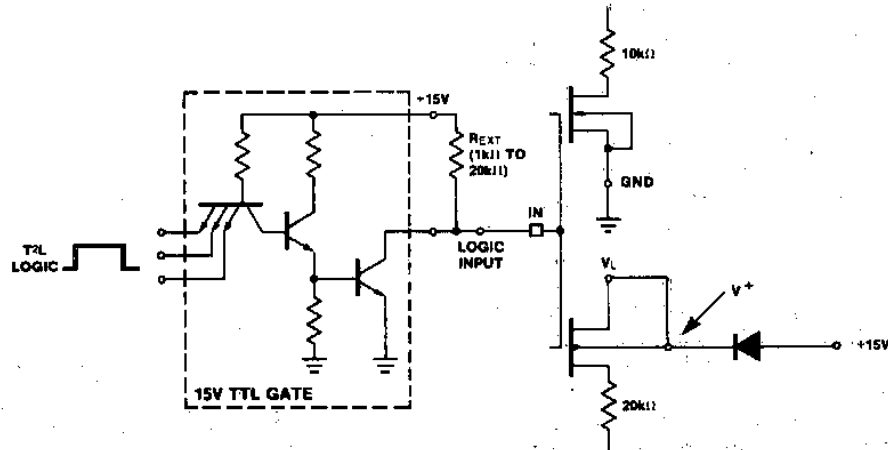 10kΩ
+15V
REXT
(1kΩ TO
20kΩ)
GND
IN
T²L
LOGIC
LOGIC
INPUT
VL
V+
+15V
20kΩ
15V TTL GATE